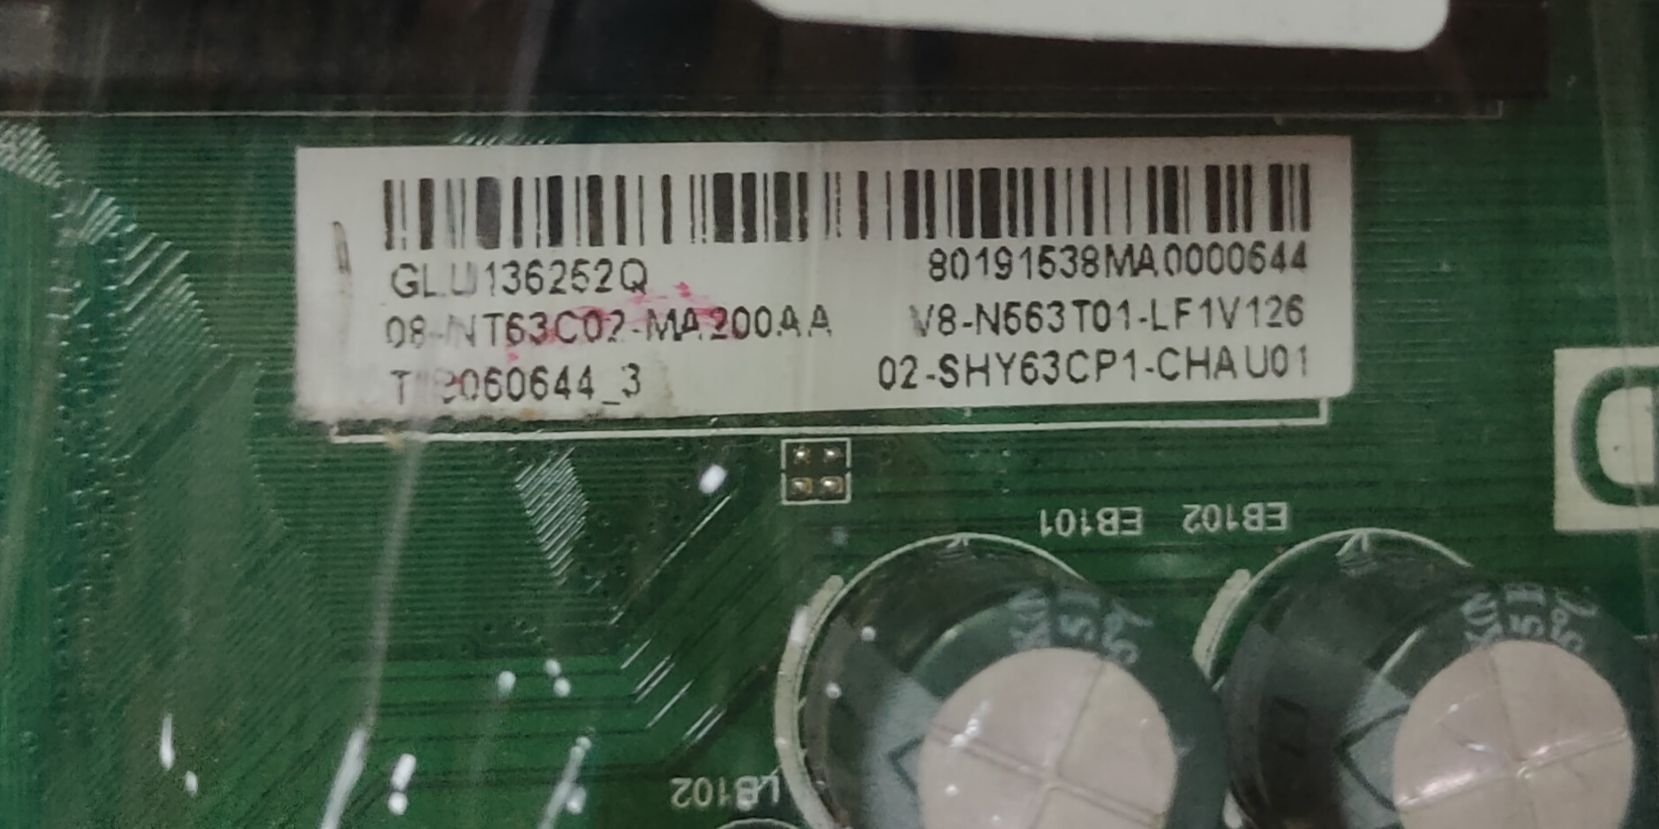 GLU136252Q 80191538MA0000644
08-NT63C02-MA200AA V8-N563T01-LF1V126
02-SHY63CP1-CHAU01
EB101 EB102
LB102